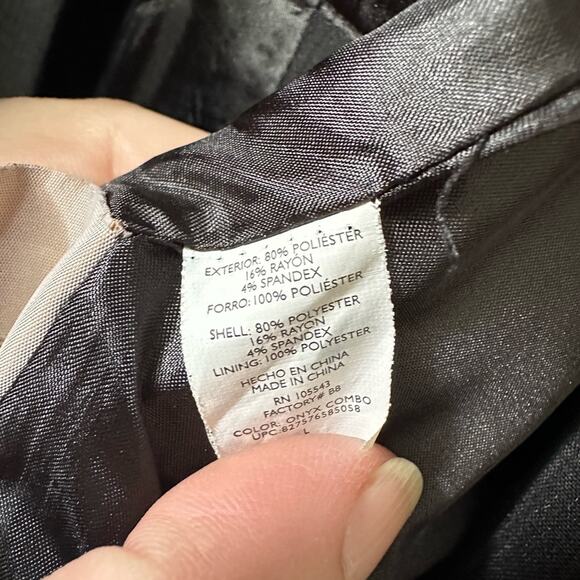 EXTERIOR: 80% POLIÉSTER
16% RAYÓN
4% SPANDEX
FORRO: 100% POLIÉSTER
SHELL: 80% POLYESTER
16% RAYON
4% SPANDEX
LINING: 100% POLYESTER
HECHO EN CHINA
MADE IN CHINA
RN 105543
FACTORY# BB
COLOR: ONYX COMBO
UPC: 827576585058
L